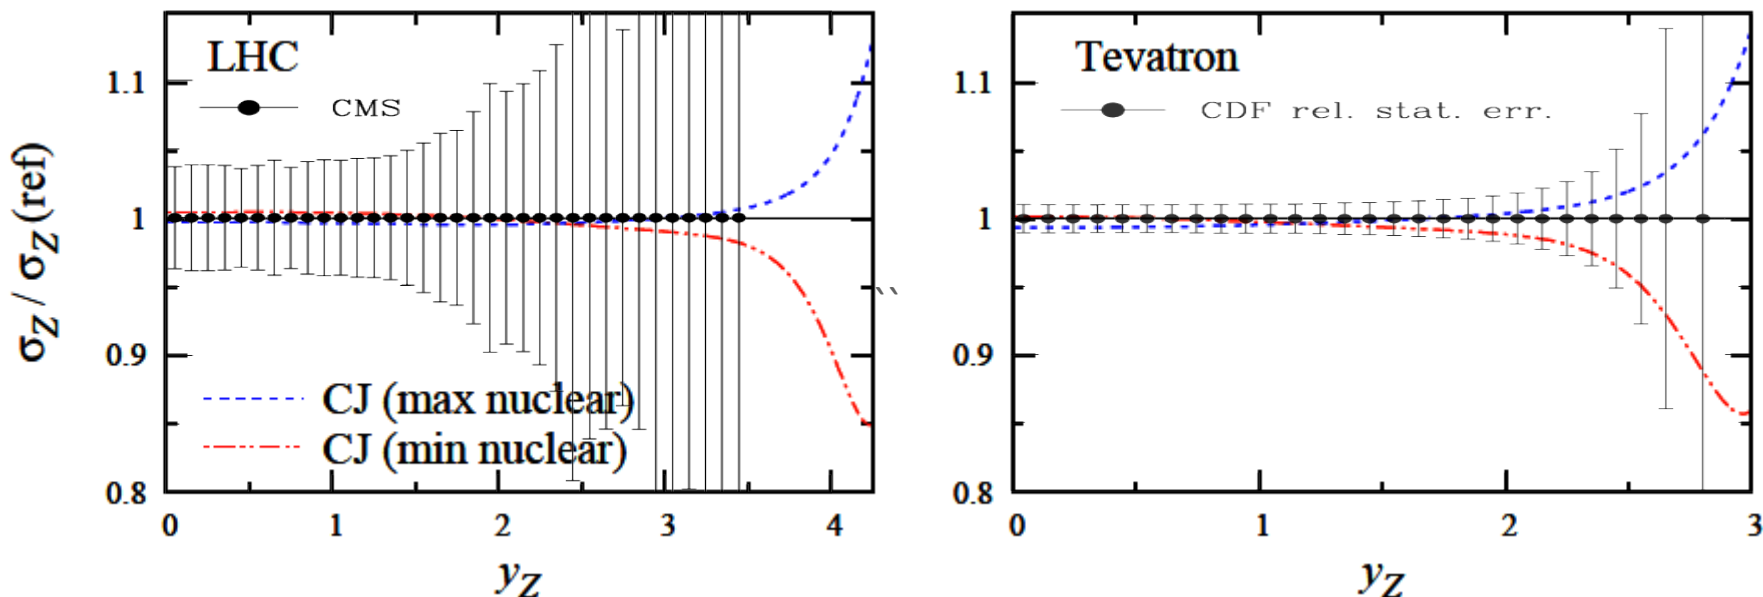 LHC
CMS
σZ / σZ (ref)
1.1
1
0.9
0.8
CJ (max nuclear)
CJ (min nuclear)
0 1 2 3 4
yZ
``
Tevatron
CDF rel. stat. err.
1.1
1
0.9
0.8
0 1 2 3
yZ